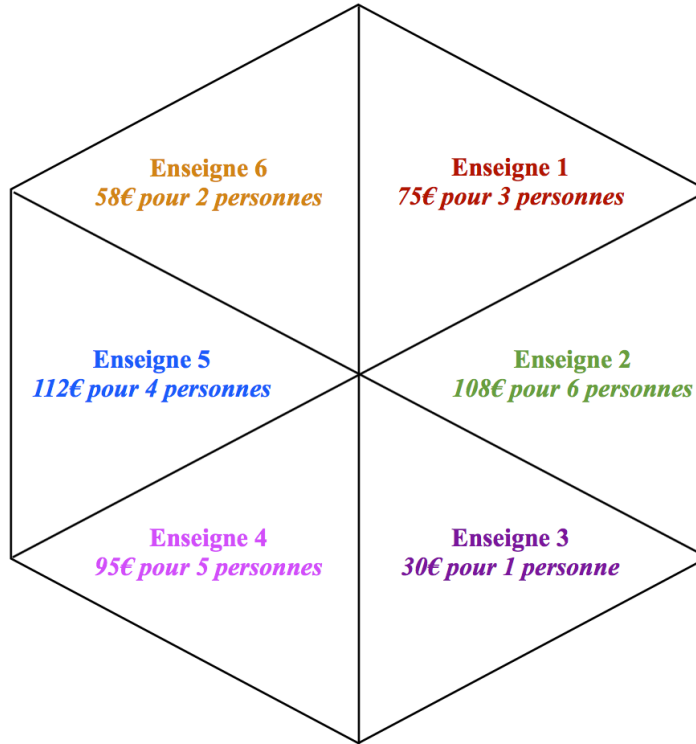 Enseigne 6
58€ pour 2 personnes
Enseigne 1
75€ pour 3 personnes
Enseigne 5
112€ pour 4 personnes
Enseigne 2
108€ pour 6 personnes
Enseigne 4
95€ pour 5 personnes
Enseigne 3
30€ pour 1 personne